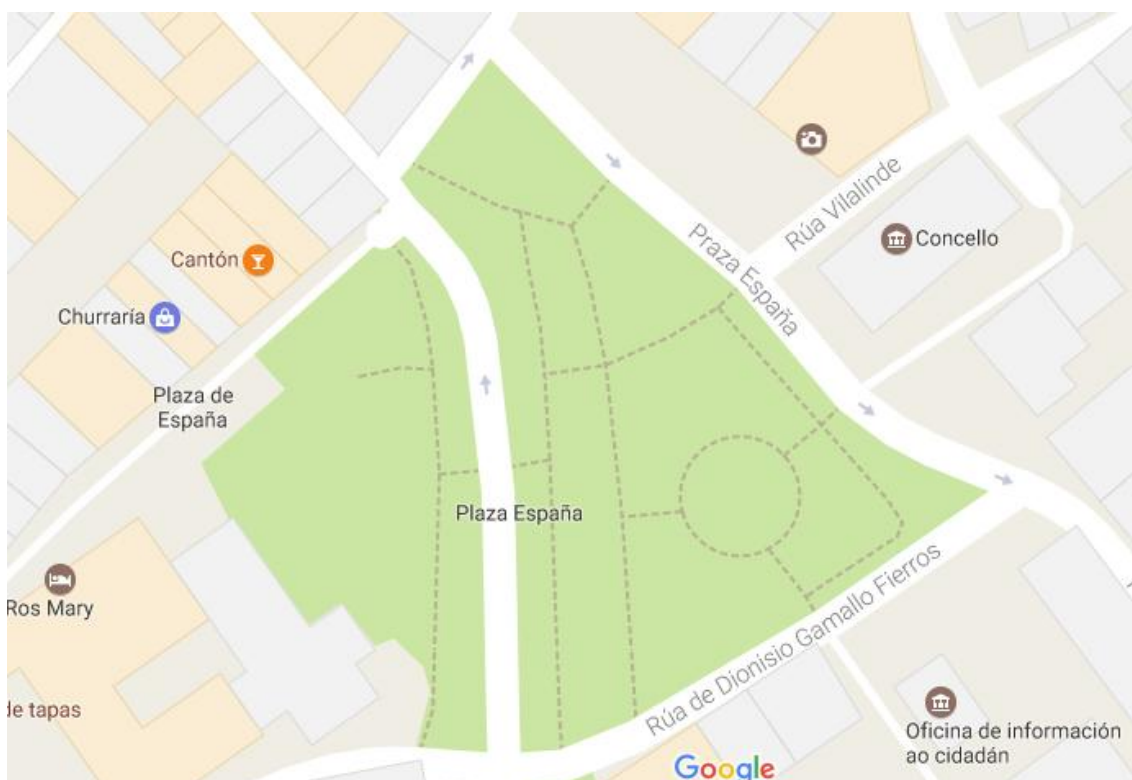 Rúa Vilalinde
Praza España
Concello
Cantón
Churraría
Plaza de
España
Plaza España
Ros Mary
Rúa de Dionisio Gamallo Fierros
de tapas
Oficina de información
ao cidadán
Google